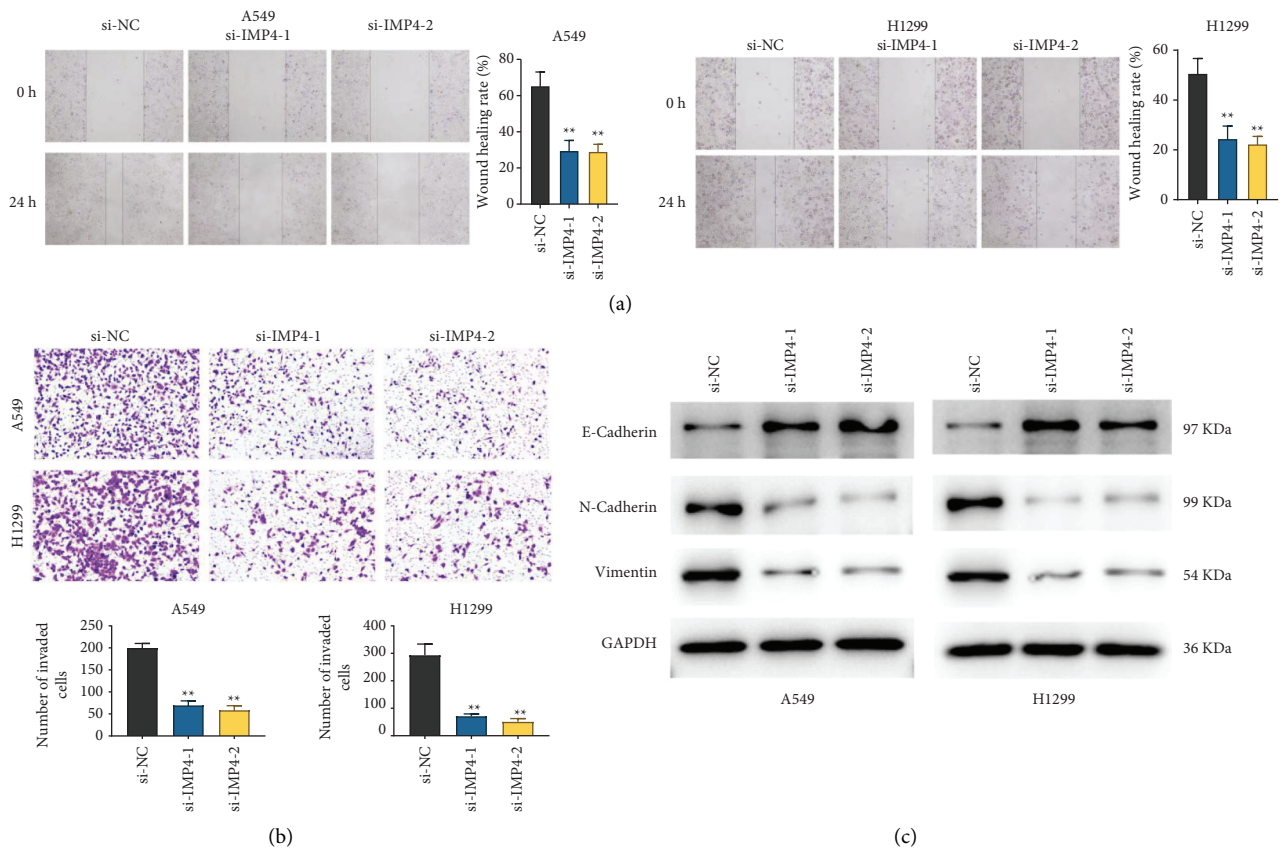 si-NC
A549
si-IMP4-1
si-IMP4-2
0 h
24 h
A549
Wound healing rate (%)
80
60
40
20
0
**
**
si-NC
si-IMP4-1
si-IMP4-2
si-NC
H1299
si-IMP4-1
si-IMP4-2
0 h
24 h
H1299
Wound healing rate (%)
60
40
20
0
**
**
si-NC
si-IMP4-1
si-IMP4-2
(a)
si-NC
si-IMP4-1
si-IMP4-2
A549
H1299
A549
Number of invaded
cells
250
200
150
100
50
0
**
**
si-NC
si-IMP4-1
si-IMP4-2
H1299
Number of invaded
cells
400
300
200
100
0
**
**
si-NC
si-IMP4-1
si-IMP4-2
(b)
si-NC
si-IMP4-1
si-IMP4-2
si-NC
si-IMP4-1
si-IMP4-2
E-Cadherin
97 KDa
N-Cadherin
99 KDa
Vimentin
54 KDa
GAPDH
36 KDa
A549
H1299
(c)